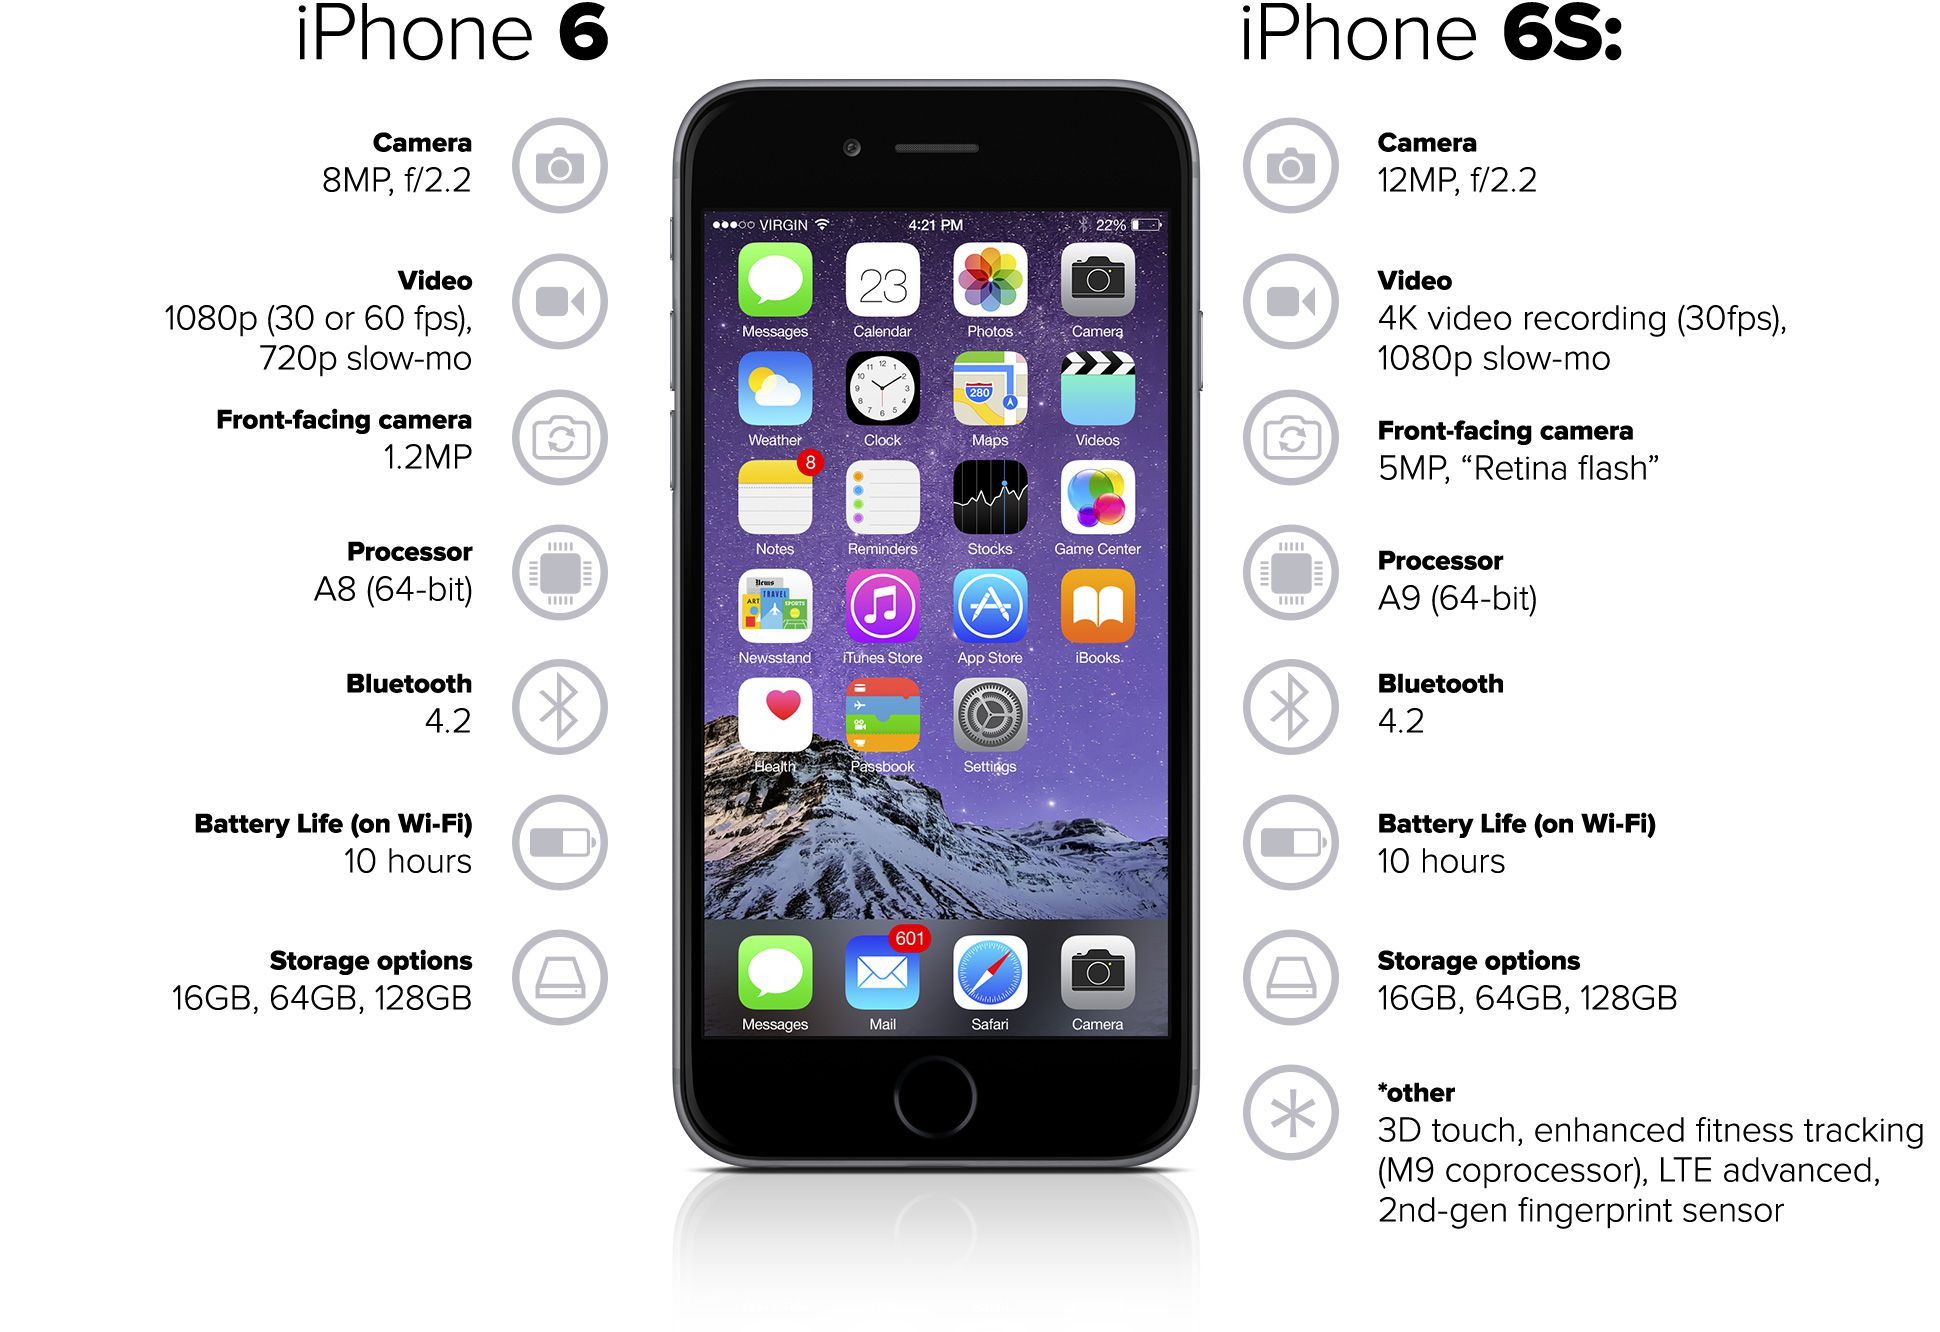 iPhone 6
Camera
8MP, f/2.2
Video
1080p (30 or 60 fps),
720p slow-mo
Front-facing camera
1.2MP
Processor
A8 (64-bit)
Bluetooth
4.2
Battery Life (on Wi-Fi)
10 hours
Storage options
16GB, 64GB, 128GB
VIRGIN 4:21 PM 22%
23
Messages Calendar Photos Camera
280
Weather Clock Maps Videos
8
Notes Reminders Stocks Game Center
News
ART TRAVEL SPORTS
Newsstand iTunes Store App Store iBooks
Health Passbook Settings
601
Messages Mail Safari Camera
iPhone 6S:
Camera
12MP, f/2.2
Video
4K video recording (30fps),
1080p slow-mo
Front-facing camera
5MP, “Retina flash”
Processor
A9 (64-bit)
Bluetooth
4.2
Battery Life (on Wi-Fi)
10 hours
Storage options
16GB, 64GB, 128GB
*other
3D touch, enhanced fitness tracking
(M9 coprocessor), LTE advanced,
2nd-gen fingerprint sensor